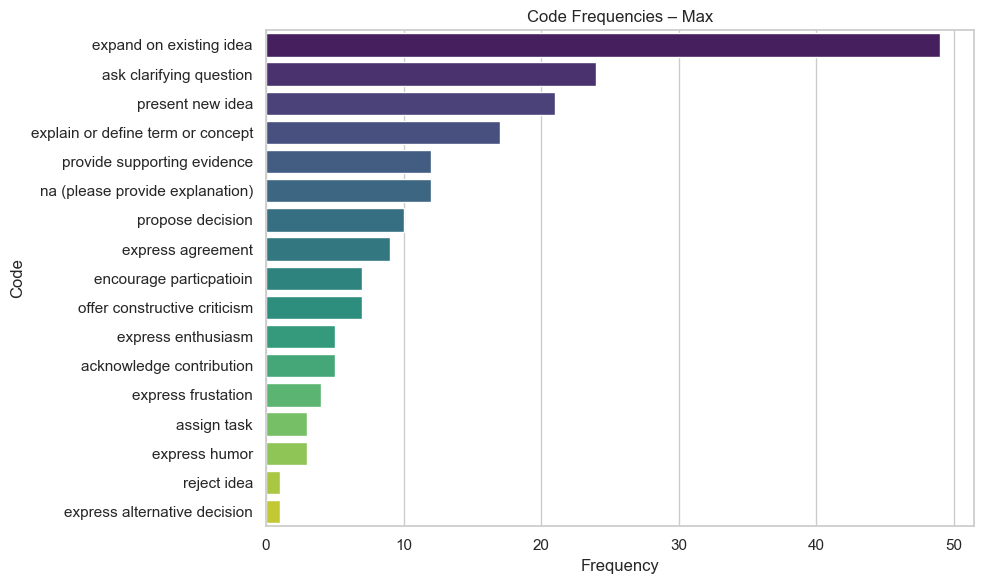 Code Frequencies – Max
expand on existing idea
ask clarifying question
present new idea
explain or define term or concept
provide supporting evidence
na (please provide explanation)
propose decision
express agreement
encourage particpatioin
offer constructive criticism
express enthusiasm
acknowledge contribution
express frustation
assign task
express humor
reject idea
express alternative decision
Code
0 10 20 30 40 50
Frequency